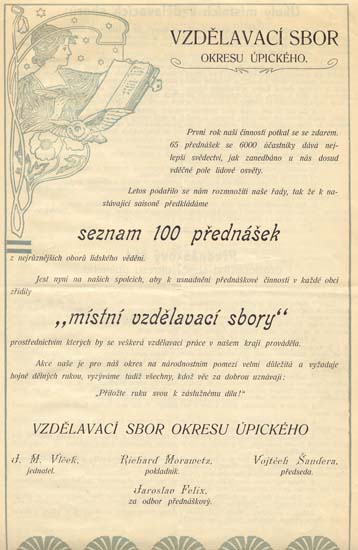 VZDĚLAVACÍ SBOR
OKRESU ÚPICKÉHO.
První rok naší činnosti potkal se se zdarem.
65 přednášek se 6000 účastníky dává nej-
lepší svědectví, jak zanedbáno u nás dosud
vděčné pole lidové osvěty.
Letos podařilo se nám rozmnožiti naše řady, tak že k na-
stávající saisoně předkládáme
seznam 100 přednášek
z nejrůznějších oborů lidského vědění.
Jest nyní na našich spolcích, aby k usnadnění přednáškové činnosti v každé obci
zřídily
„místní vzdělavací sbory“
prostřednictvím kterých by se veškerá vzdělavací práce v našem kraji prováděla.
Akce naše je pro náš okres na národnostním pomezí velmi důležitá a vyžaduje
hojně dělných rukou, vyzýváme tudíž všechny, kdož věc za dobrou uznávají:
„Přiložte ruku svou k záslužnému dílu!“
VZDĚLAVACÍ SBOR OKRESU ÚPICKÉHO
J. M. Vlček, Richard Morawetz, Vojtěch Šandera,
jednatel. pokladník. předseda.
Jaroslav Felix,
za odbor přednáškový.